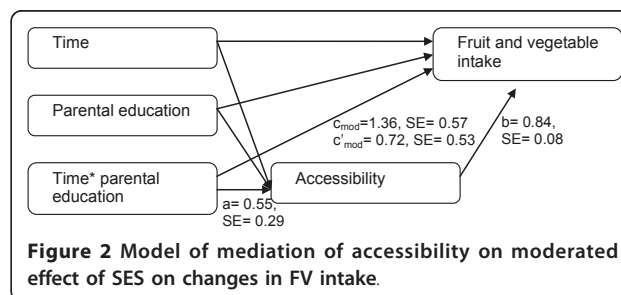 Time
Fruit and vegetable
intake
Parental education
c_mod=1.36, SE= 0.57
c'_mod= 0.72, SE= 0.53
b= 0.84,
SE= 0.08
Time* parental
education
Accessibility
a= 0.55,
SE= 0.29
Figure 2 Model of mediation of accessibility on moderated
effect of SES on changes in FV intake.